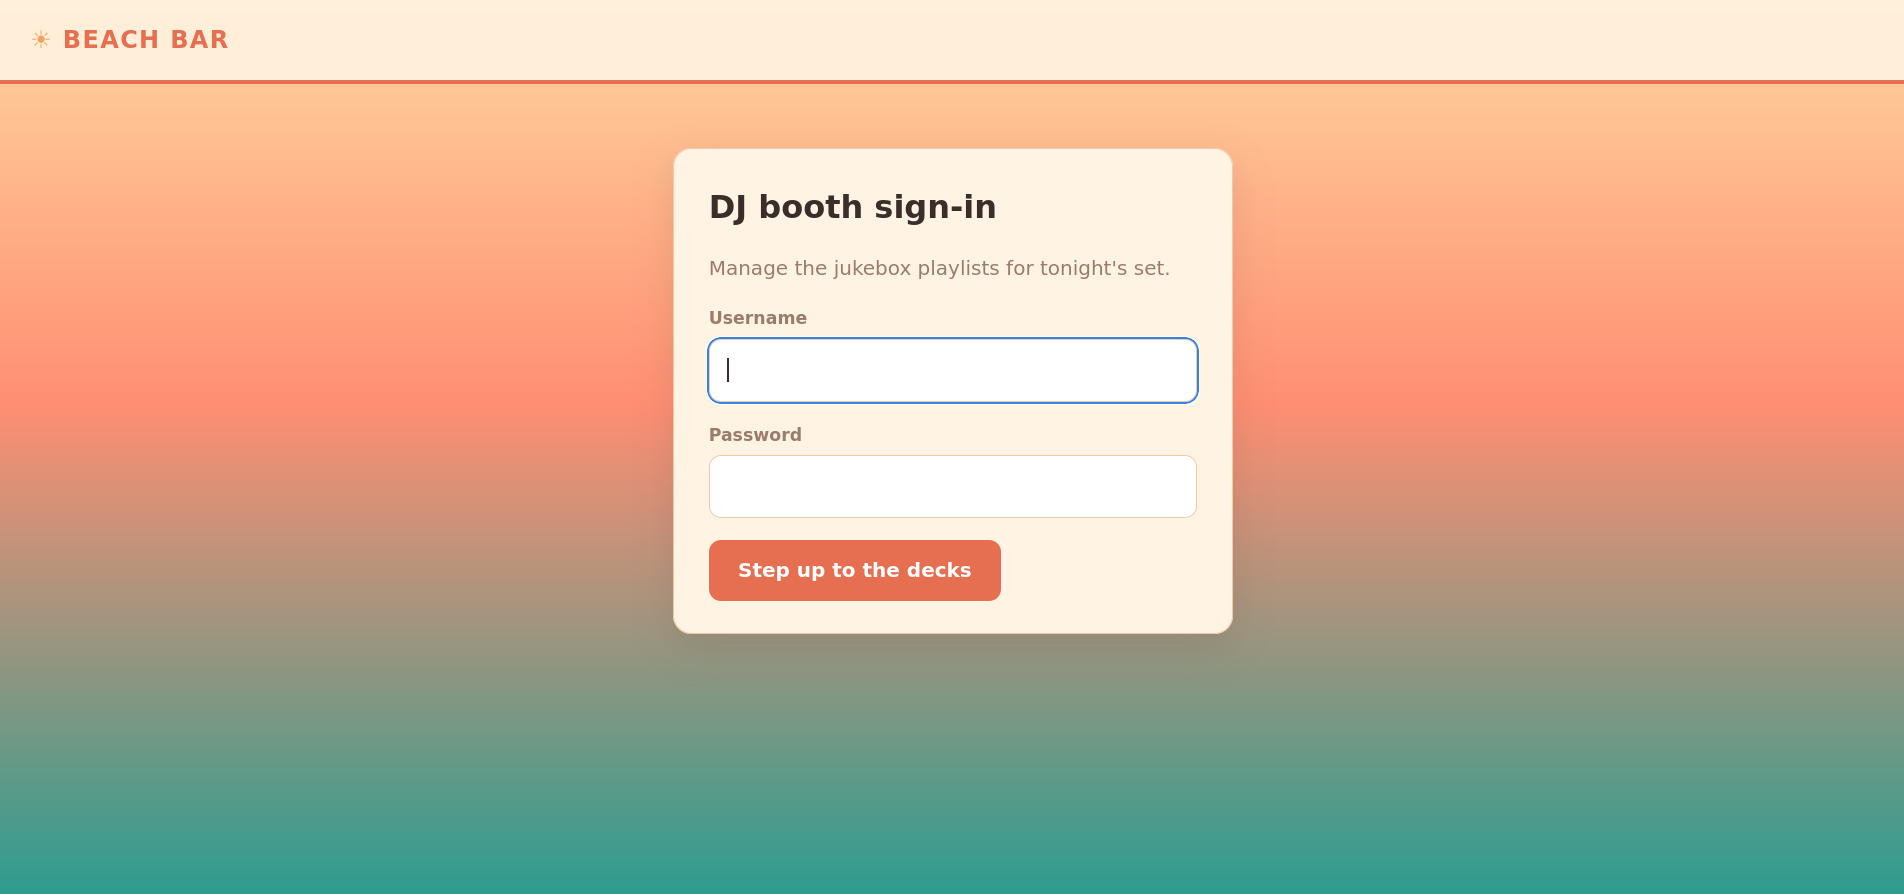 ☀ BEACH BAR
DJ booth sign-in
Manage the jukebox playlists for tonight's set.
Username
Password
Step up to the decks